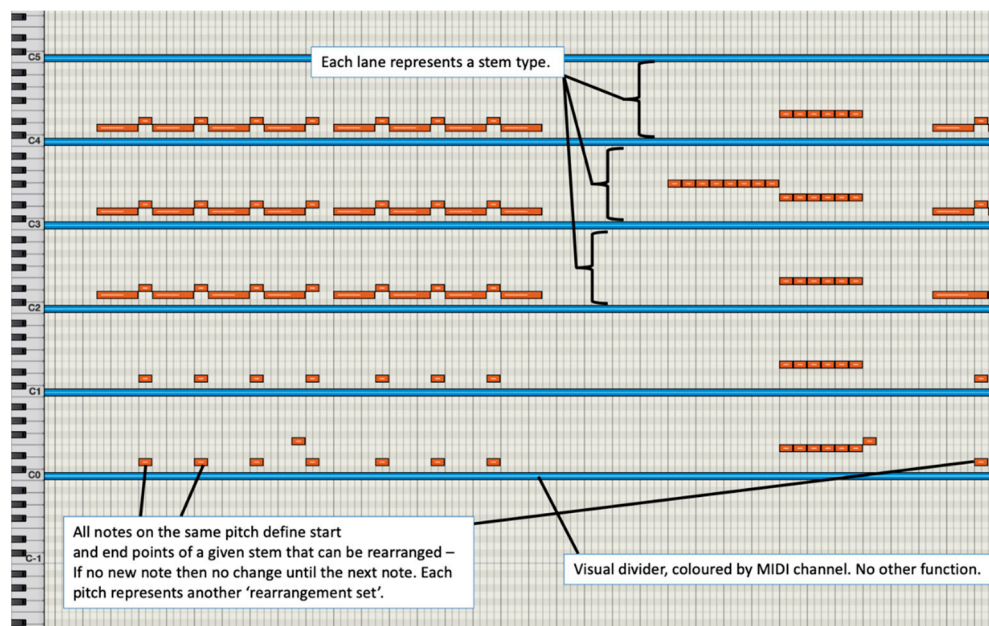 C5
Each lane represents a stem type.
C4
C3
C2
C1
C0
All notes on the same pitch define start
and end points of a given stem that can be rearranged –
If no new note then no change until the next note. Each
pitch represents another ‘rearrangement set’.
C-1
Visual divider, coloured by MIDI channel. No other function.